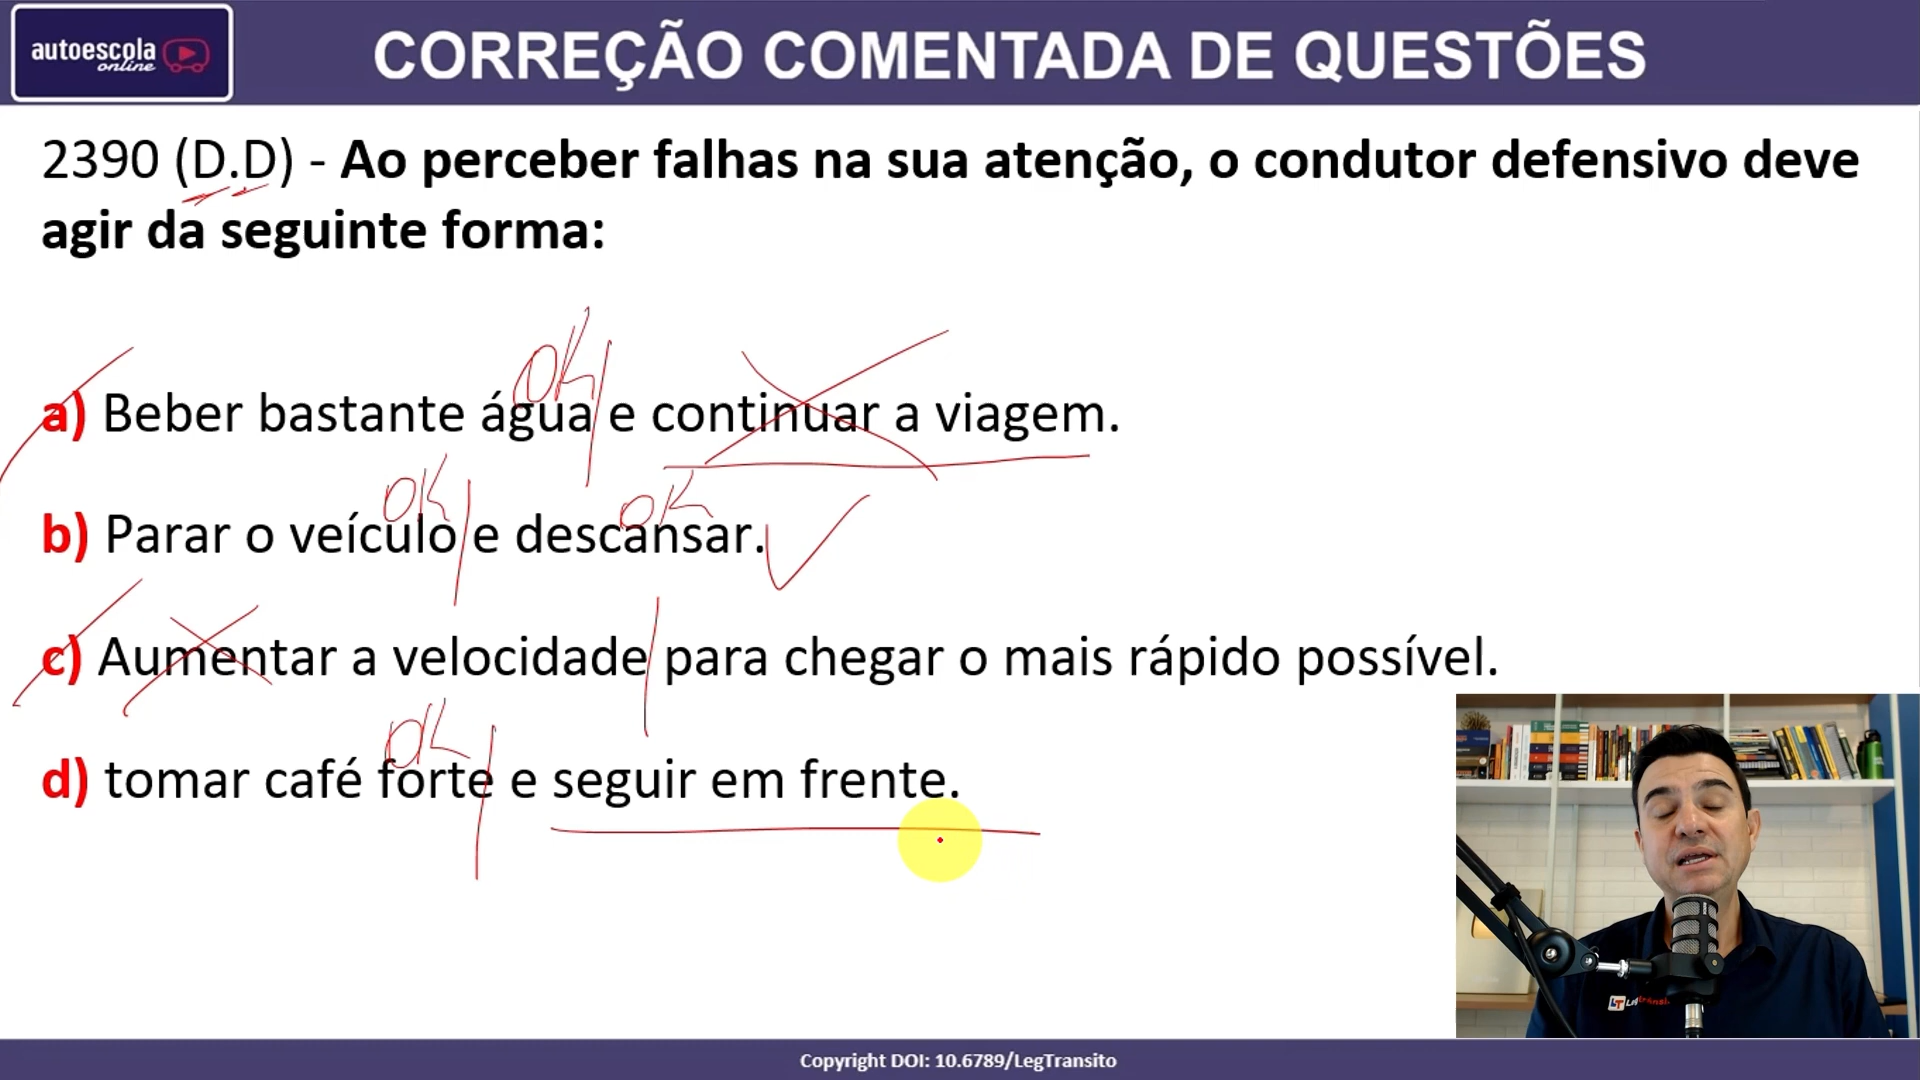 autoescola
online
CORREÇÃO COMENTADA DE QUESTÕES
2390 (D.D) - Ao perceber falhas na sua atenção, o condutor defensivo deve
agir da seguinte forma:
OK
a) Beber bastante água e continuar a viagem.
OK OK
b) Parar o veículo e descansar.
c) Aumentar a velocidade para chegar o mais rápido possível.
OK
d) tomar café forte e seguir em frente.
Copyright DOI: 10.6789/LegTransito